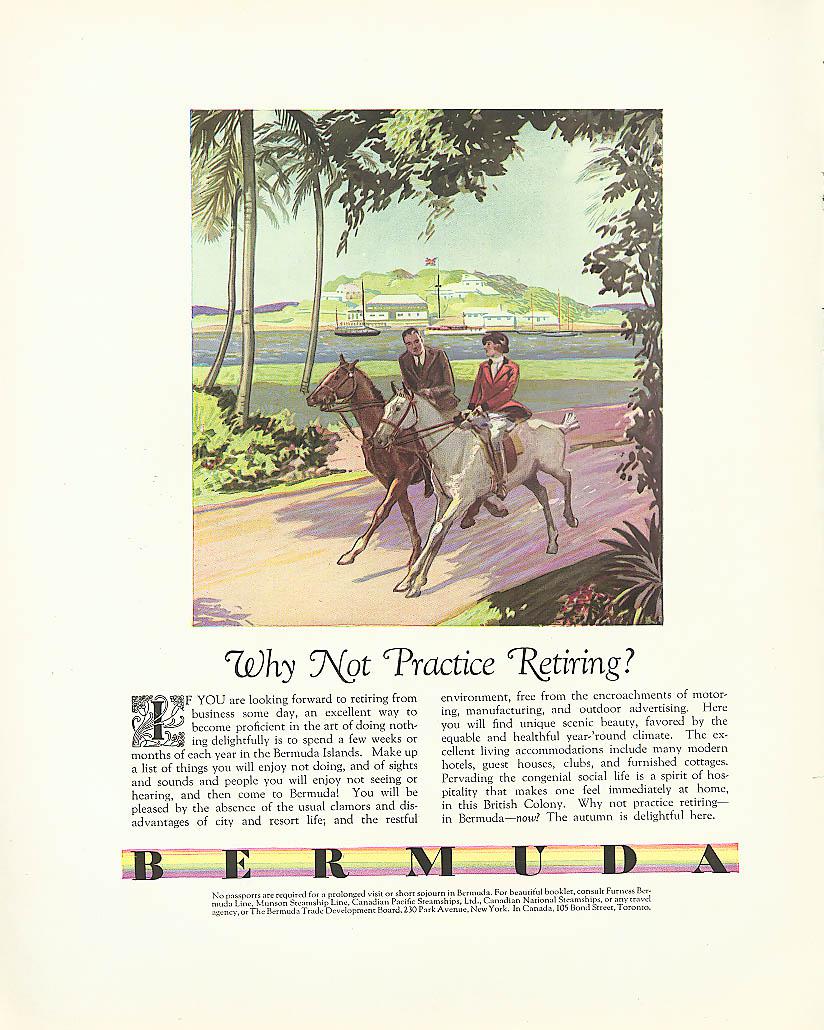 Why Not Practice Retiring?
IF YOU are looking forward to retiring from
business some day, an excellent way to
become proficient in the art of doing noth-
ing delightfully is to spend a few weeks or
months of each year in the Bermuda Islands. Make up
a list of things you will enjoy not doing, and of sights
and sounds and people you will enjoy not seeing or
hearing, and then come to Bermuda! You will be
pleased by the absence of the usual clamors and dis-
advantages of city and resort life; and the restful
environment, free from the encroachments of motor-
ing, manufacturing, and outdoor advertising. Here
you will find unique scenic beauty, favored by the
equable and healthful year-'round climate. The ex-
cellent living accommodations include many modern
hotels, guest houses, clubs, and furnished cottages.
Pervading the congenial social life is a spirit of hos-
pitality that makes one feel immediately at home,
in this British Colony. Why not practice retiring—
in Bermuda—now? The autumn is delightful here.
BERMUDA
No passports are required for a prolonged visit or short sojourn in Bermuda. For beautiful booklet, consult Furness Ber-
muda Line, Munson Steamship Line, Canadian Pacific Steamships, Ltd., Canadian National Steamships, or any travel
agency, or The Bermuda Trade Development Board, 230 Park Avenue, New York. In Canada, 105 Bond Street, Toronto.